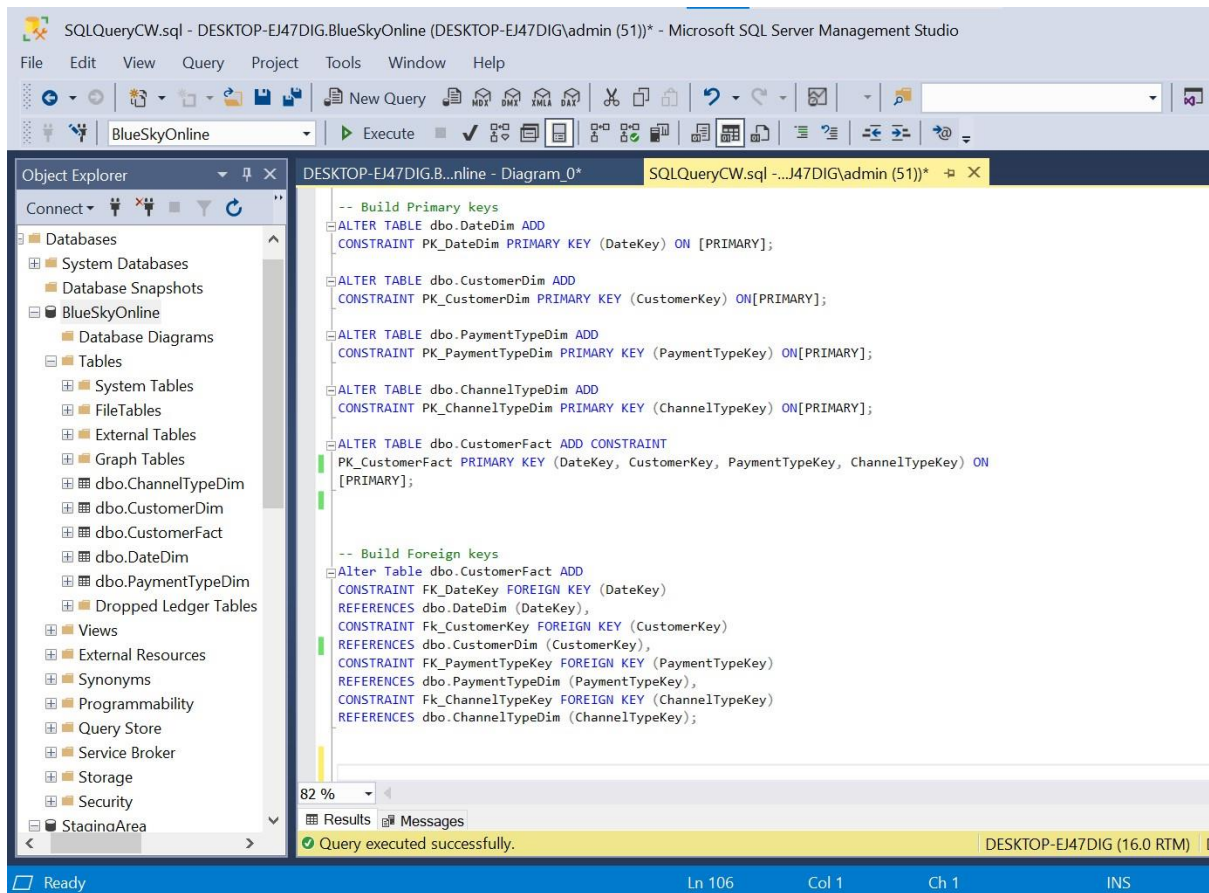 SQLQueryCW.sql - DESKTOP-EJ47DIG.BlueSkyOnline (DESKTOP-EJ47DIG\admin (51))* - Microsoft SQL Server Management Studio
File Edit View Query Project Tools Window Help
New Query MDX DMX XMLA DAX
BlueSkyOnline Execute
Object Explorer
DESKTOP-EJ47DIG.B...nline - Diagram_0* SQLQueryCW.sql -...J47DIG\admin (51))*
Connect
Databases
System Databases
Database Snapshots
BlueSkyOnline
Database Diagrams
Tables
System Tables
FileTables
External Tables
Graph Tables
dbo.ChannelTypeDim
dbo.CustomerDim
dbo.CustomerFact
dbo.DateDim
dbo.PaymentTypeDim
Dropped Ledger Tables
Views
External Resources
Synonyms
Programmability
Query Store
Service Broker
Storage
Security
StagingArea
-- Build Primary keys
ALTER TABLE dbo.DateDim ADD
CONSTRAINT PK_DateDim PRIMARY KEY (DateKey) ON [PRIMARY];
ALTER TABLE dbo.CustomerDim ADD
CONSTRAINT PK_CustomerDim PRIMARY KEY (CustomerKey) ON[PRIMARY];
ALTER TABLE dbo.PaymentTypeDim ADD
CONSTRAINT PK_PaymentTypeDim PRIMARY KEY (PaymentTypeKey) ON[PRIMARY];
ALTER TABLE dbo.ChannelTypeDim ADD
CONSTRAINT PK_ChannelTypeDim PRIMARY KEY (ChannelTypeKey) ON[PRIMARY];
ALTER TABLE dbo.CustomerFact ADD CONSTRAINT
PK_CustomerFact PRIMARY KEY (DateKey, CustomerKey, PaymentTypeKey, ChannelTypeKey) ON
[PRIMARY];
-- Build Foreign keys
Alter Table dbo.CustomerFact ADD
CONSTRAINT FK_DateKey FOREIGN KEY (DateKey)
REFERENCES dbo.DateDim (DateKey),
CONSTRAINT Fk_CustomerKey FOREIGN KEY (CustomerKey)
REFERENCES dbo.CustomerDim (CustomerKey),
CONSTRAINT FK_PaymentTypeKey FOREIGN KEY (PaymentTypeKey)
REFERENCES dbo.PaymentTypeDim (PaymentTypeKey),
CONSTRAINT Fk_ChannelTypeKey FOREIGN KEY (ChannelTypeKey)
REFERENCES dbo.ChannelTypeDim (ChannelTypeKey);
82 %
Results Messages
Query executed successfully. DESKTOP-EJ47DIG (16.0 RTM)
Ready Ln 106 Col 1 Ch 1 INS